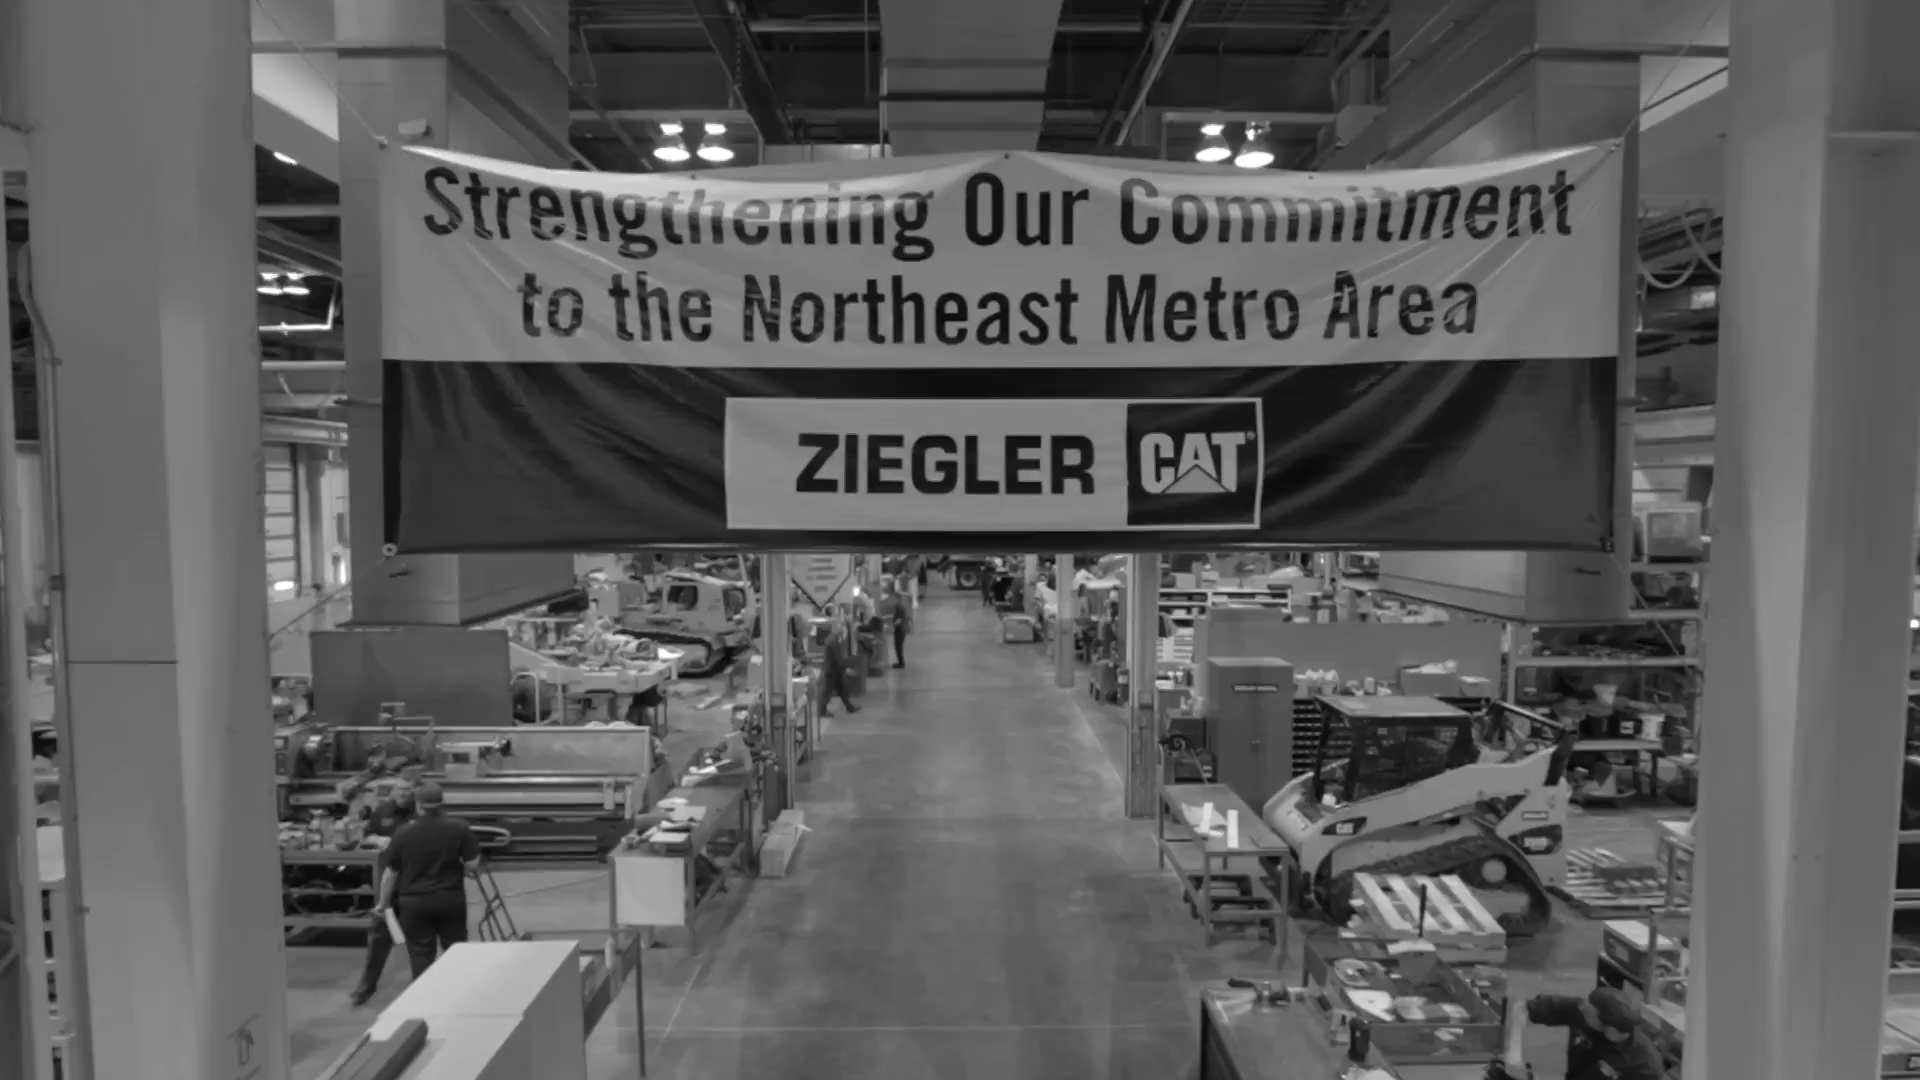 Strengthening Our Commitment
to the Northeast Metro Area
ZIEGLER CAT